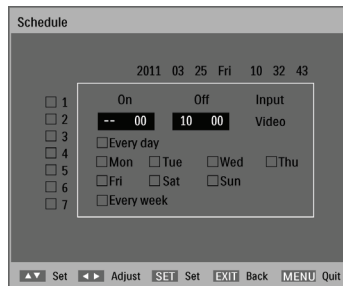 Schedule
2011 03 25 Fri 10 32 43
1
On Off Input
2
-- 00 10 00 Video
3
Every day
4
Mon Tue Wed Thu
5
6
Fri Sat Sun
7
Every week
▲▼ Set ◀▶ Adjust SET Set EXIT Back MENU Quit